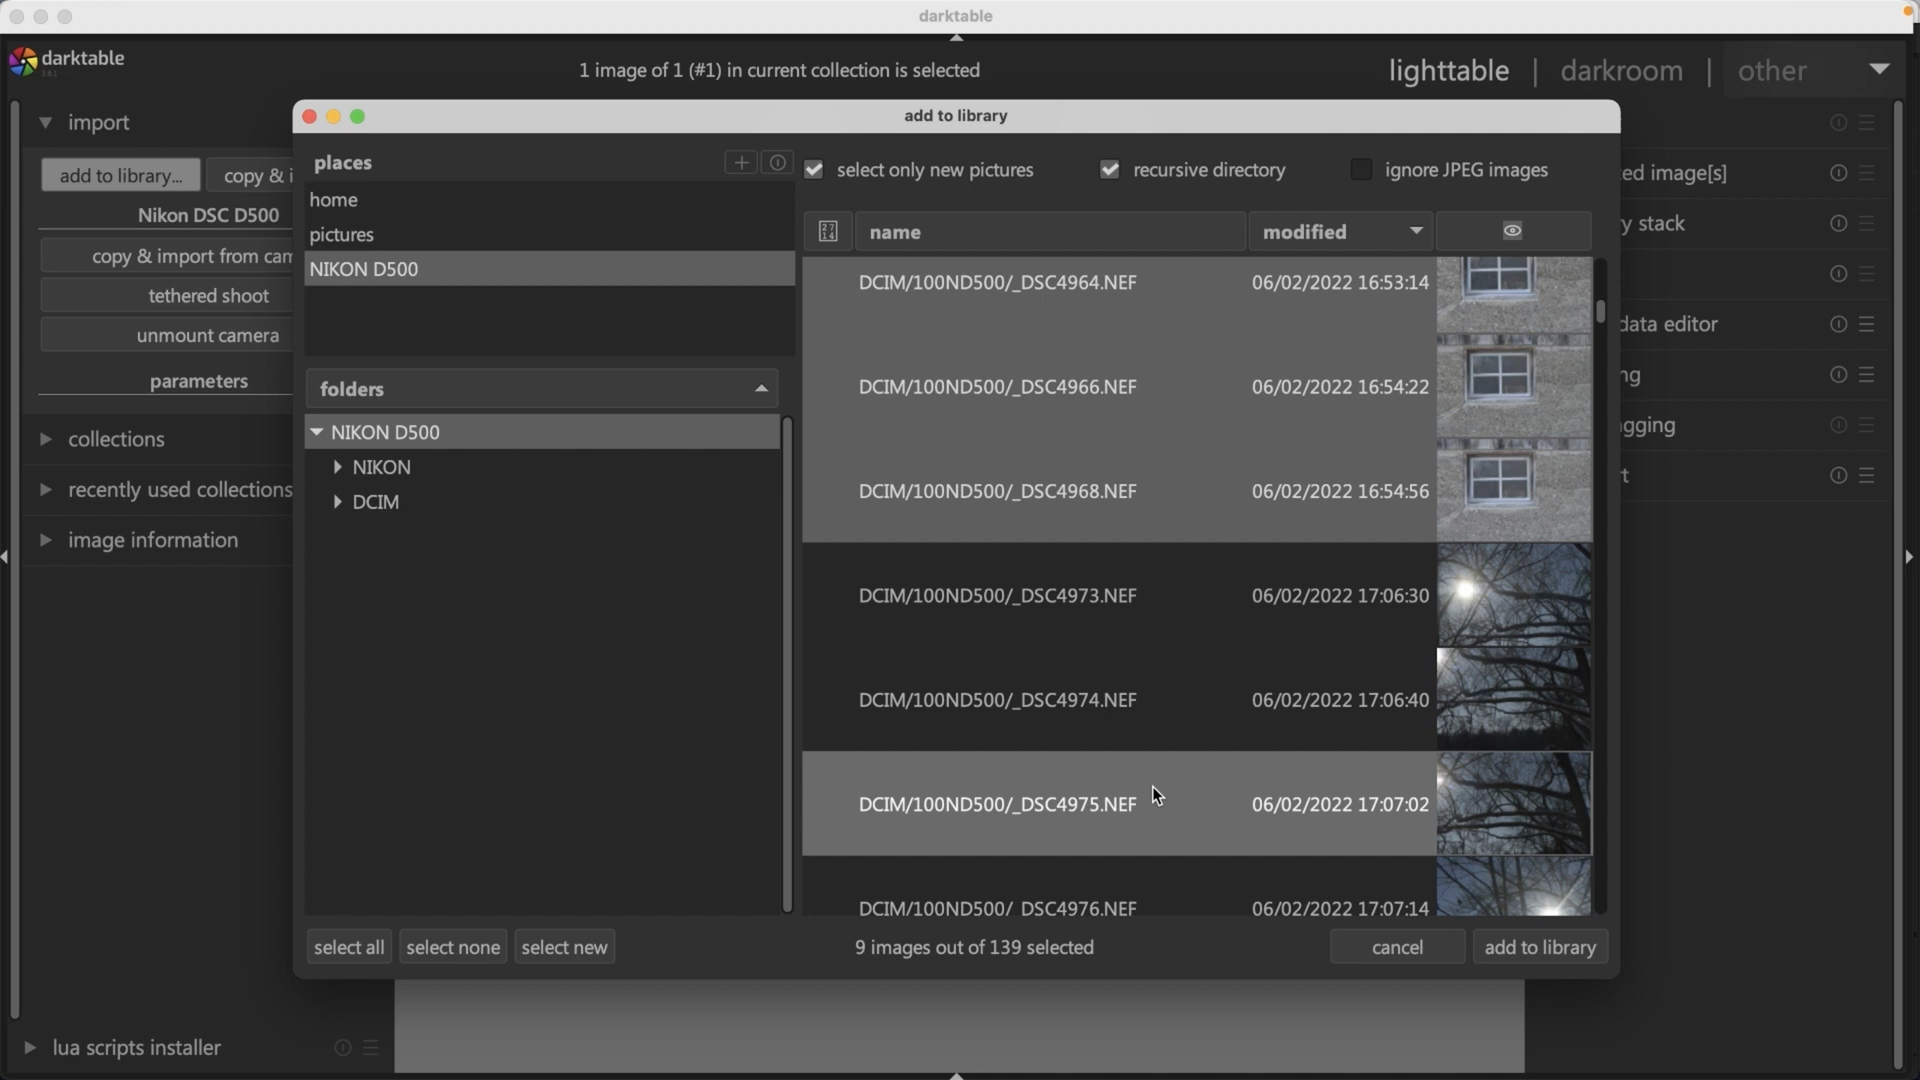 darktable
darktable
3.8.1
1 image of 1 (#1) in current collection is selected
lighttable | darkroom | other
import
add to library...
copy & i
Nikon DSC D500
copy & import from cam
tethered shoot
unmount camera
parameters
collections
recently used collections
image information
lua scripts installer
add to library
places
home
pictures
NIKON D500
folders
NIKON D500
NIKON
DCIM
select only new pictures
recursive directory
ignore JPEG images
name modified
DCIM/100ND500/_DSC4964.NEF 06/02/2022 16:53:14
DCIM/100ND500/_DSC4966.NEF 06/02/2022 16:54:22
DCIM/100ND500/_DSC4968.NEF 06/02/2022 16:54:56
DCIM/100ND500/_DSC4973.NEF 06/02/2022 17:06:30
DCIM/100ND500/_DSC4974.NEF 06/02/2022 17:06:40
DCIM/100ND500/_DSC4975.NEF 06/02/2022 17:07:02
DCIM/100ND500/_DSC4976.NEF 06/02/2022 17:07:14
select all
select none
select new
9 images out of 139 selected
cancel
add to library
ed image[s]
y stack
data editor
ng
gging
t